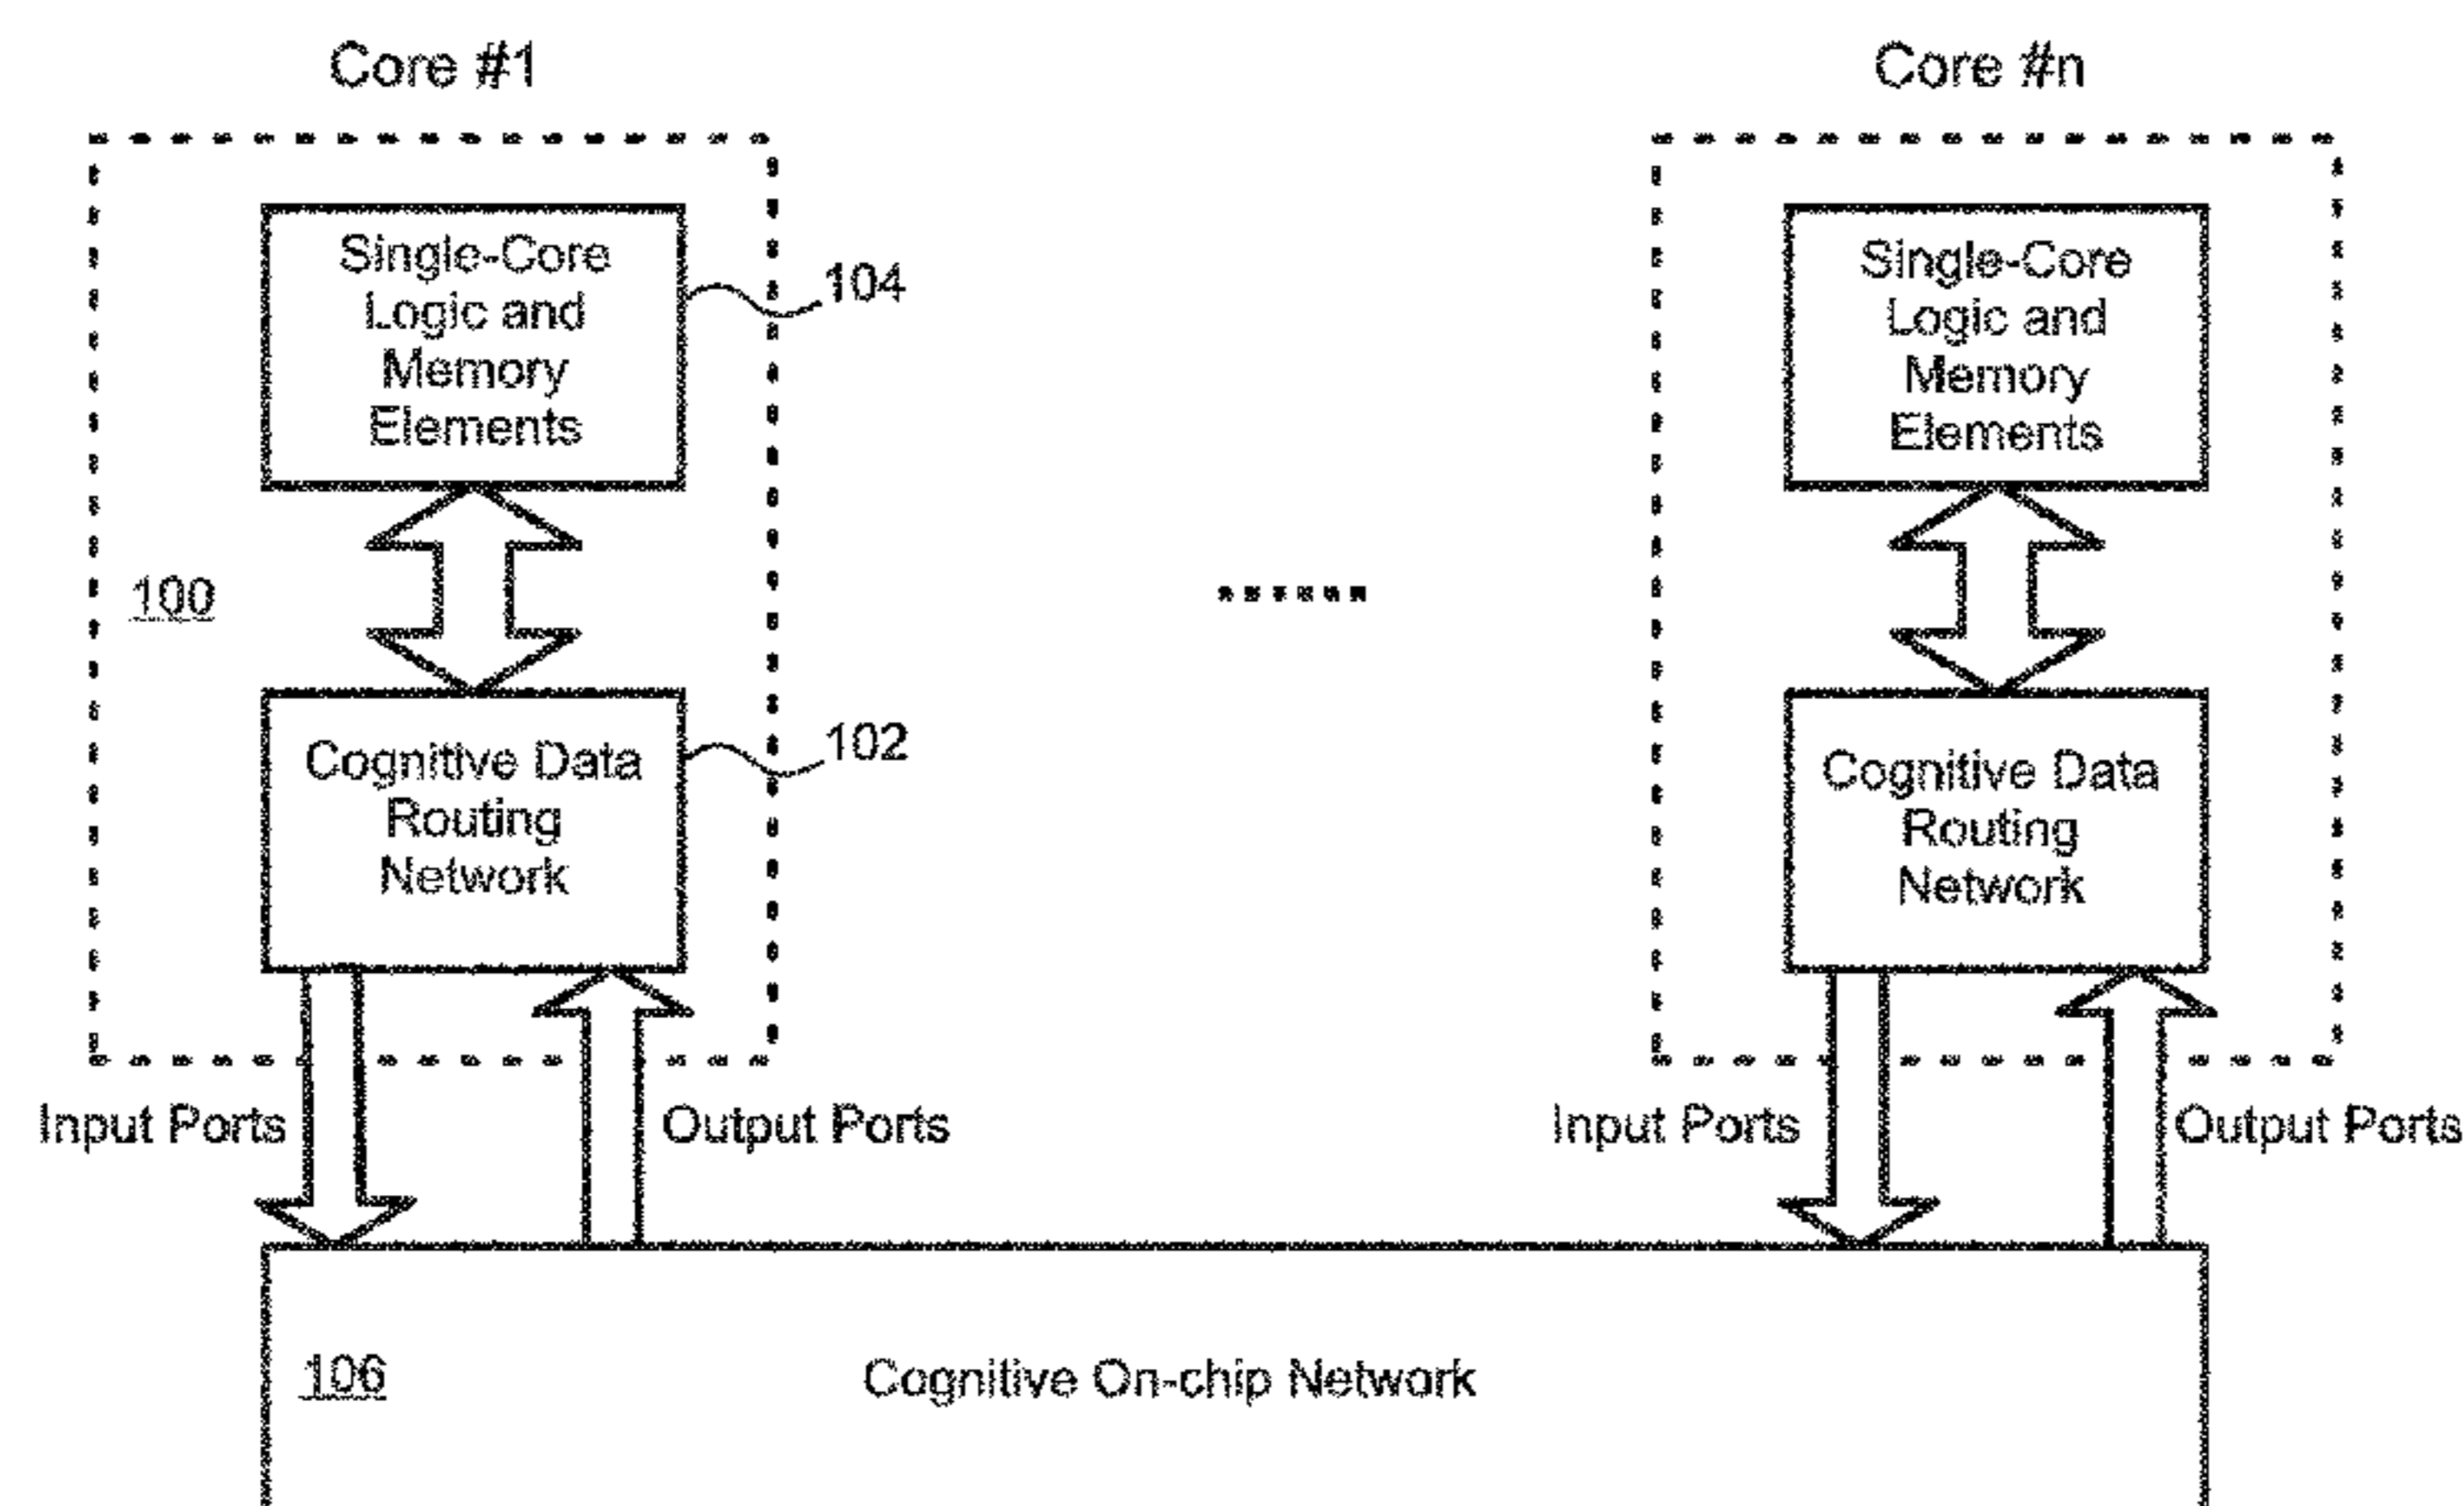 Core #1
Core #n
Single-Core
Logic and
Memory
Elements
104
Single-Core
Logic and
Memory
Elements
100
Cognitive Data
Routing
Network
102
Cognitive Data
Routing
Network
Input Ports
Output Ports
Input Ports
Output Ports
106
Cognitive On-chip Network